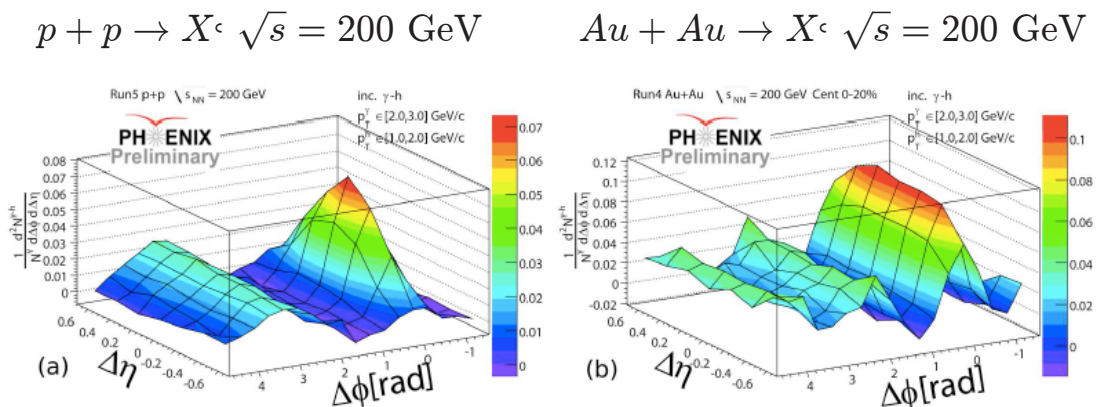 p + p → X‘ √s = 200 GeV
Au + Au → X‘ √s = 200 GeV
Run5 p+p √s_NN = 200 GeV
inc. γ-h
p_T^γ ∈[2.0,3.0] GeV/c
p_T^h ∈[1.0,2.0] GeV/c
PHENIX
Preliminary
1/N^γ d²N^γ-h/dΔφ dΔη
0.08
0.07
0.06
0.05
0.04
0.03
0.02
0.01
0
0.6
0.4
0.2
0
-0.2
-0.4
-0.6
Δη
4
3
2
1
0
-1
Δφ[rad]
0.07
0.06
0.05
0.04
0.03
0.02
0.01
0
(a)
Run4 Au+Au √s_NN = 200 GeV Cent 0-20%
inc. γ-h
p_T^γ ∈[2.0,3.0] GeV/c
p_T^h ∈[1.0,2.0] GeV/c
PHENIX
Preliminary
1/N^γ d²N^γ-h/dΔφ dΔη
0.12
0.1
0.08
0.06
0.04
0.02
0
-0.02
0.6
0.4
0.2
0
-0.2
-0.4
-0.6
Δη
4
3
2
1
0
-1
Δφ[rad]
0.1
0.08
0.06
0.04
0.02
0
(b)